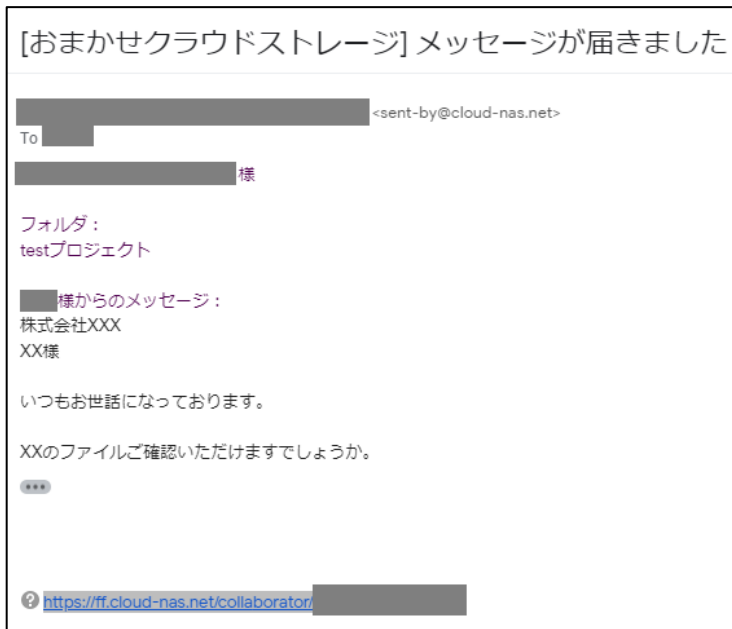 [おまかせクラウドストレージ] メッセージが届きました
<sent-by@cloud-nas.net>
To
様
フォルダ：
testプロジェクト
様からのメッセージ：
株式会社XXX
XX様
いつもお世話になっております。
XXのファイルご確認いただけますでしょうか。
https://ff.cloud-nas.net/collaborator/